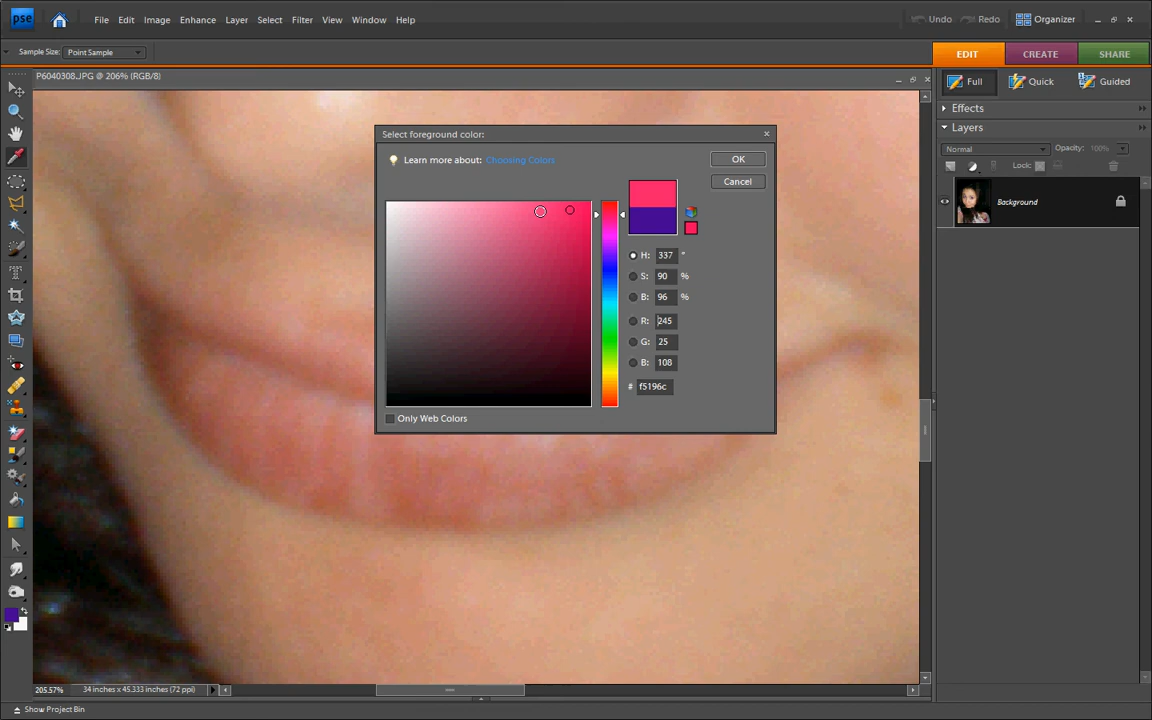 pse File Edit Image Enhance Layer Select Filter View Window Help Undo Redo Organizer
Sample Size: Point Sample EDIT CREATE SHARE
P6040308.JPG @ 206% (RGB/8) Full Quick Guided
Effects
Layers
Normal Opacity: 100%
Lock:
Background
Select foreground color:
Learn more about: Choosing Colors OK
Cancel
H: 337 °
S: 90 %
B: 96 %
R: 245
G: 25
B: 108
# f5196c
Only Web Colors
205.57% 34 inches x 45.333 inches (72 ppi)
Show Project Bin